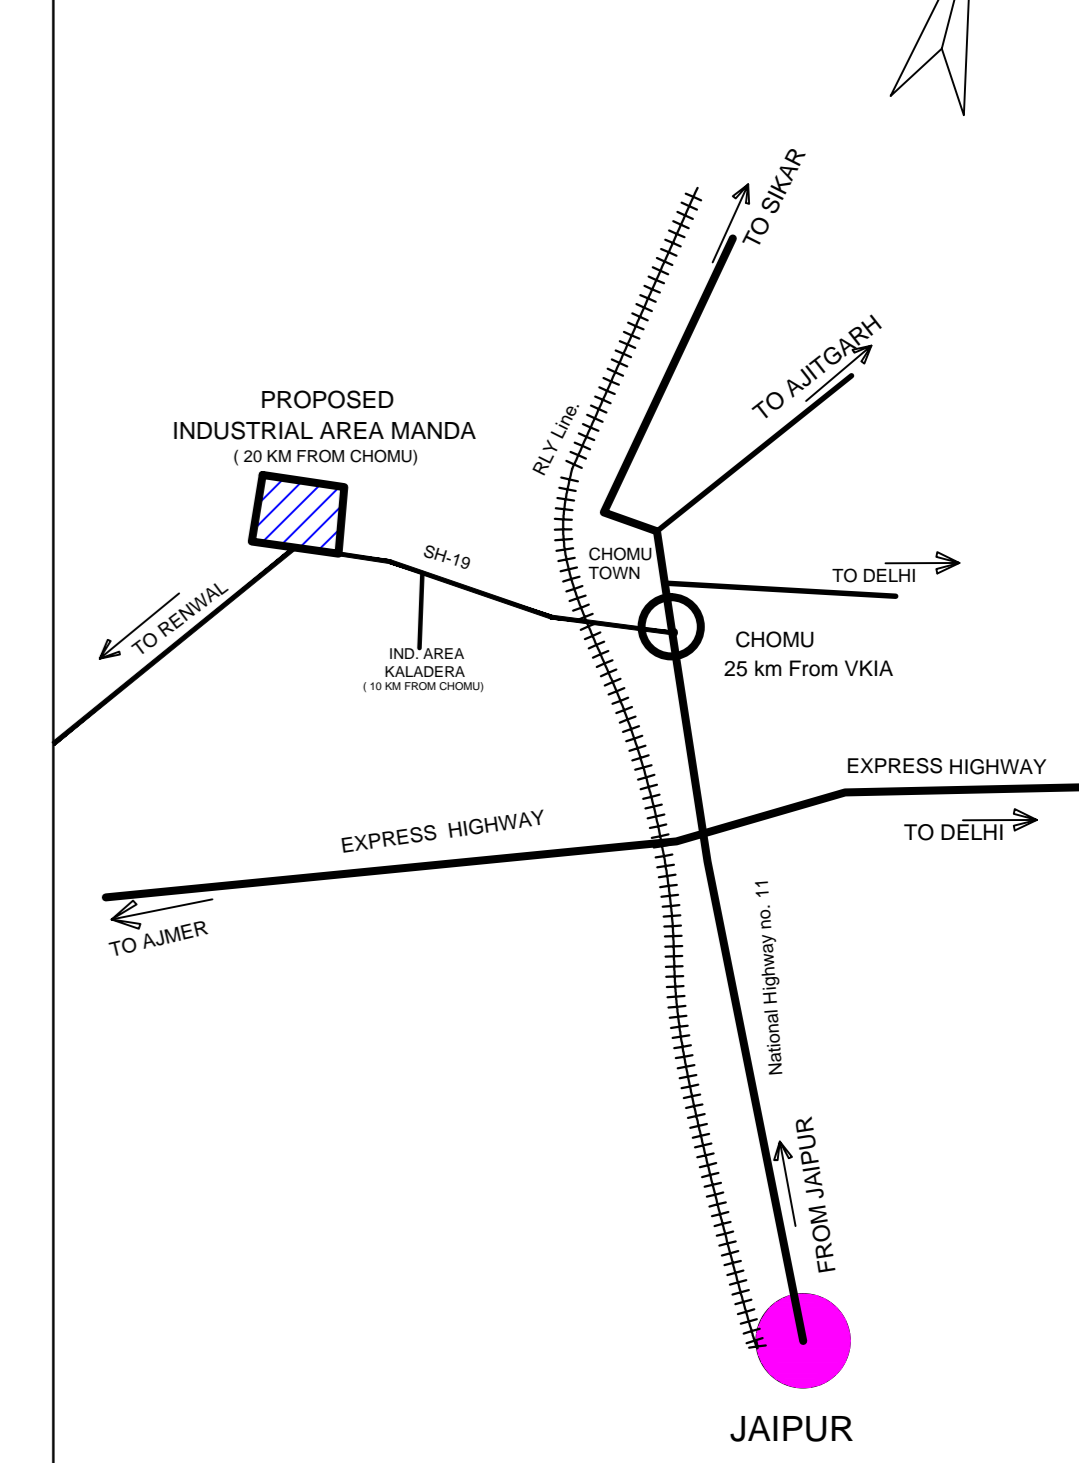 TO SIKAR
TO AJITGARH
PROPOSED
INDUSTRIAL AREA MANDA
( 20 KM FROM CHOMU)
RLY Line.
SH-19
CHOMU
TOWN
TO DELHI
TO RENWAL
IND. AREA
KALADERA
( 10 KM FROM CHOMU)
CHOMU
25 km From VKIA
EXPRESS HIGHWAY
TO DELHI
EXPRESS HIGHWAY
TO AJMER
National Highway no. 11
FROM JAIPUR
JAIPUR